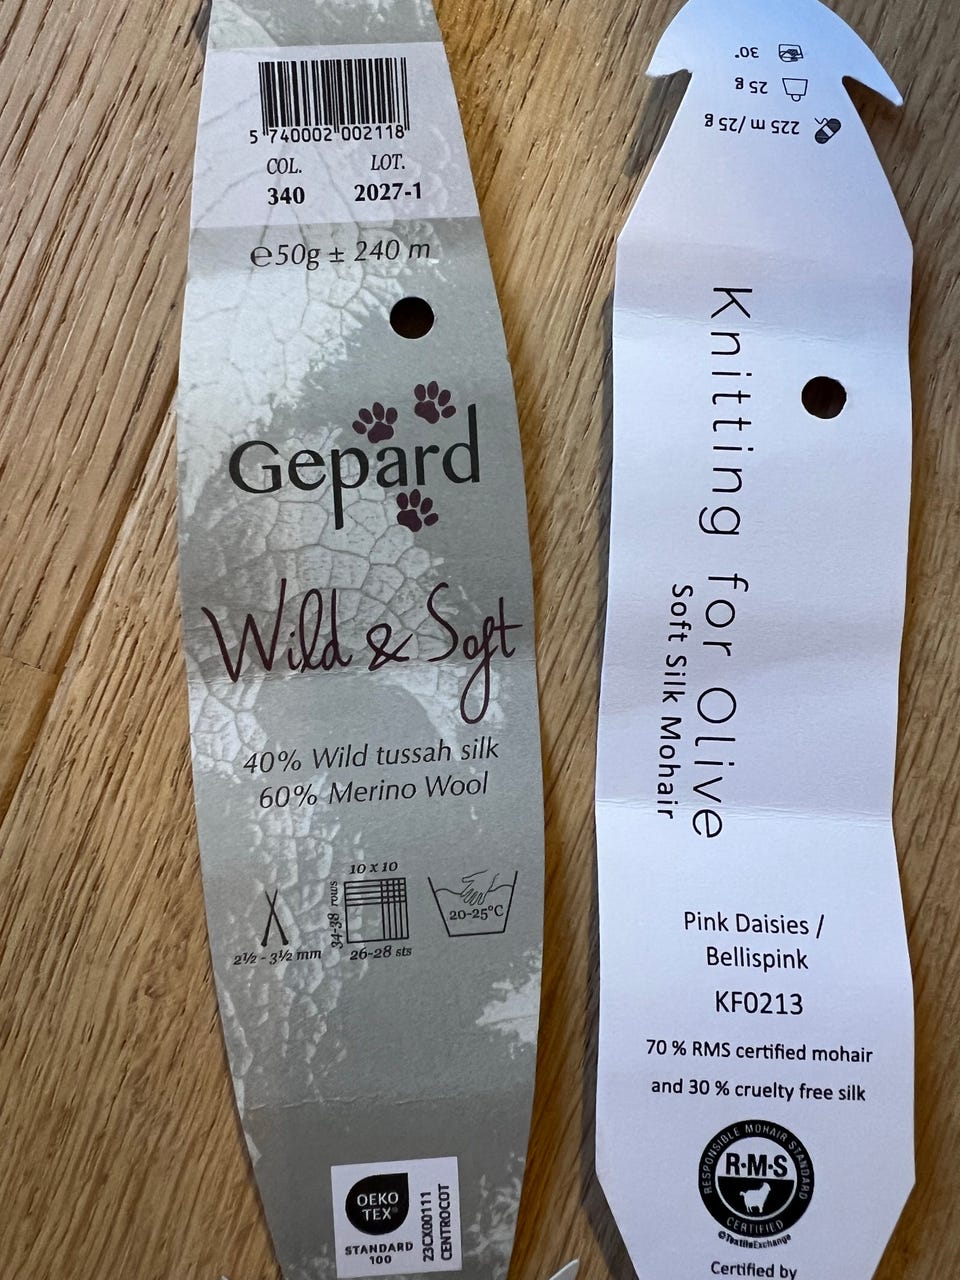 5 740002 002118
COL. LOT.
340 2027-1
℮50g ± 240 m
Gepard
Wild & Soft
40% Wild tussah silk
60% Merino Wool
10 x 10
34-38 rows
20-25°C
2½ - 3½ mm
26-28 sts
OEKO
TEX®
STANDARD
100
23CX00111
CENTROCOT
225 m / 25 g
25 g
30°
Knitting for Olive
Soft Silk Mohair
Pink Daisies /
Bellispink
KF0213
70 % RMS certified mohair
and 30 % cruelty free silk
RESPONSIBLE MOHAIR STANDARD
R·M·S
CERTIFIED
©TextileExchange
Certified by